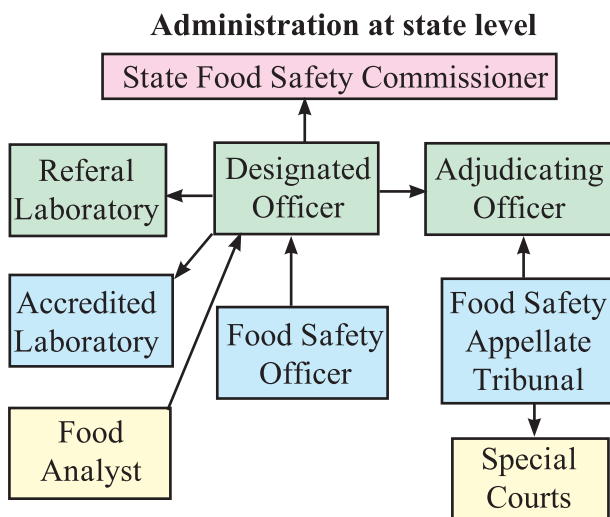 Administration at state level
State Food Safety Commissioner
Referal
Laboratory
Designated
Officer
Adjudicating
Officer
Accredited
Laboratory
Food Safety
Officer
Food Safety
Appellate
Tribunal
Food
Analyst
Special
Courts